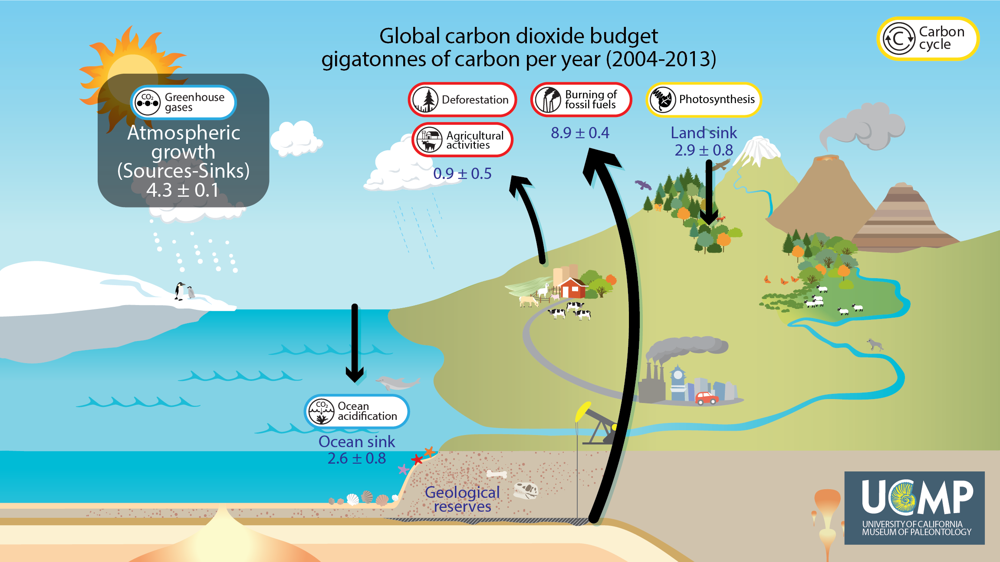 Global carbon dioxide budget
gigatonnes of carbon per year (2004-2013)
C
Carbon
cycle
CO₂
Greenhouse
gases
Atmospheric
growth
(Sources-Sinks)
4.3 ± 0.1
Deforestation
Agricultural
activities
0.9 ± 0.5
Burning of
fossil fuels
8.9 ± 0.4
Photosynthesis
Land sink
2.9 ± 0.8
CO₂
Ocean
acidification
Ocean sink
2.6 ± 0.8
Geological
reserves
UCMP
UNIVERSITY OF CALIFORNIA
MUSEUM OF PALEONTOLOGY